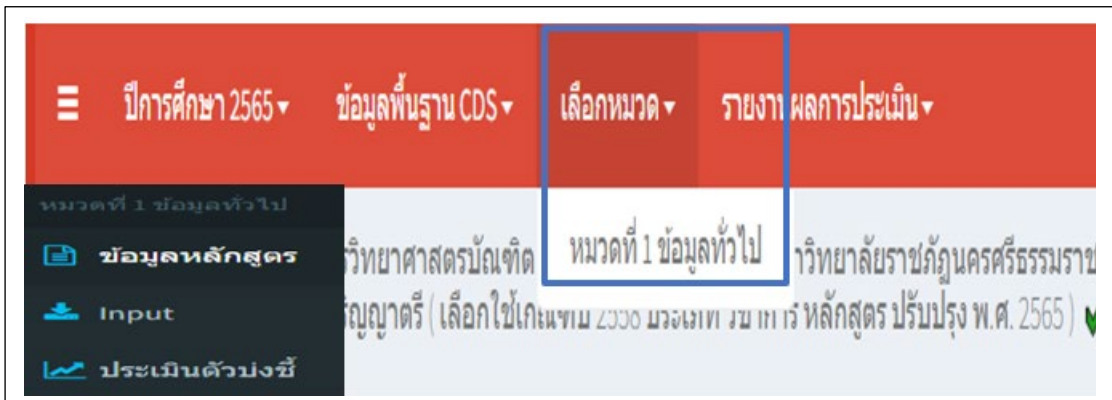 ปีการศึกษา 2565 ข้อมูลพื้นฐาน CDS เลือกหมวด รายงานผลการประเมิน
หมวดที่ 1 ข้อมูลทั่วไป
ข้อมูลหลักสูตร
Input
ประเมินตัวบ่งชี้
หมวดที่ 1 ข้อมูลทั่วไป
วิทยาศาสตรบัณฑิต วิทยาลัยราชภัฏนครศรีธรรมราช
ญญาตรี ( เลือกใช้เกณฑ์ปี 2558 ประเภท วิชาการ หลักสูตร ปรับปรุง พ.ศ. 2565 )